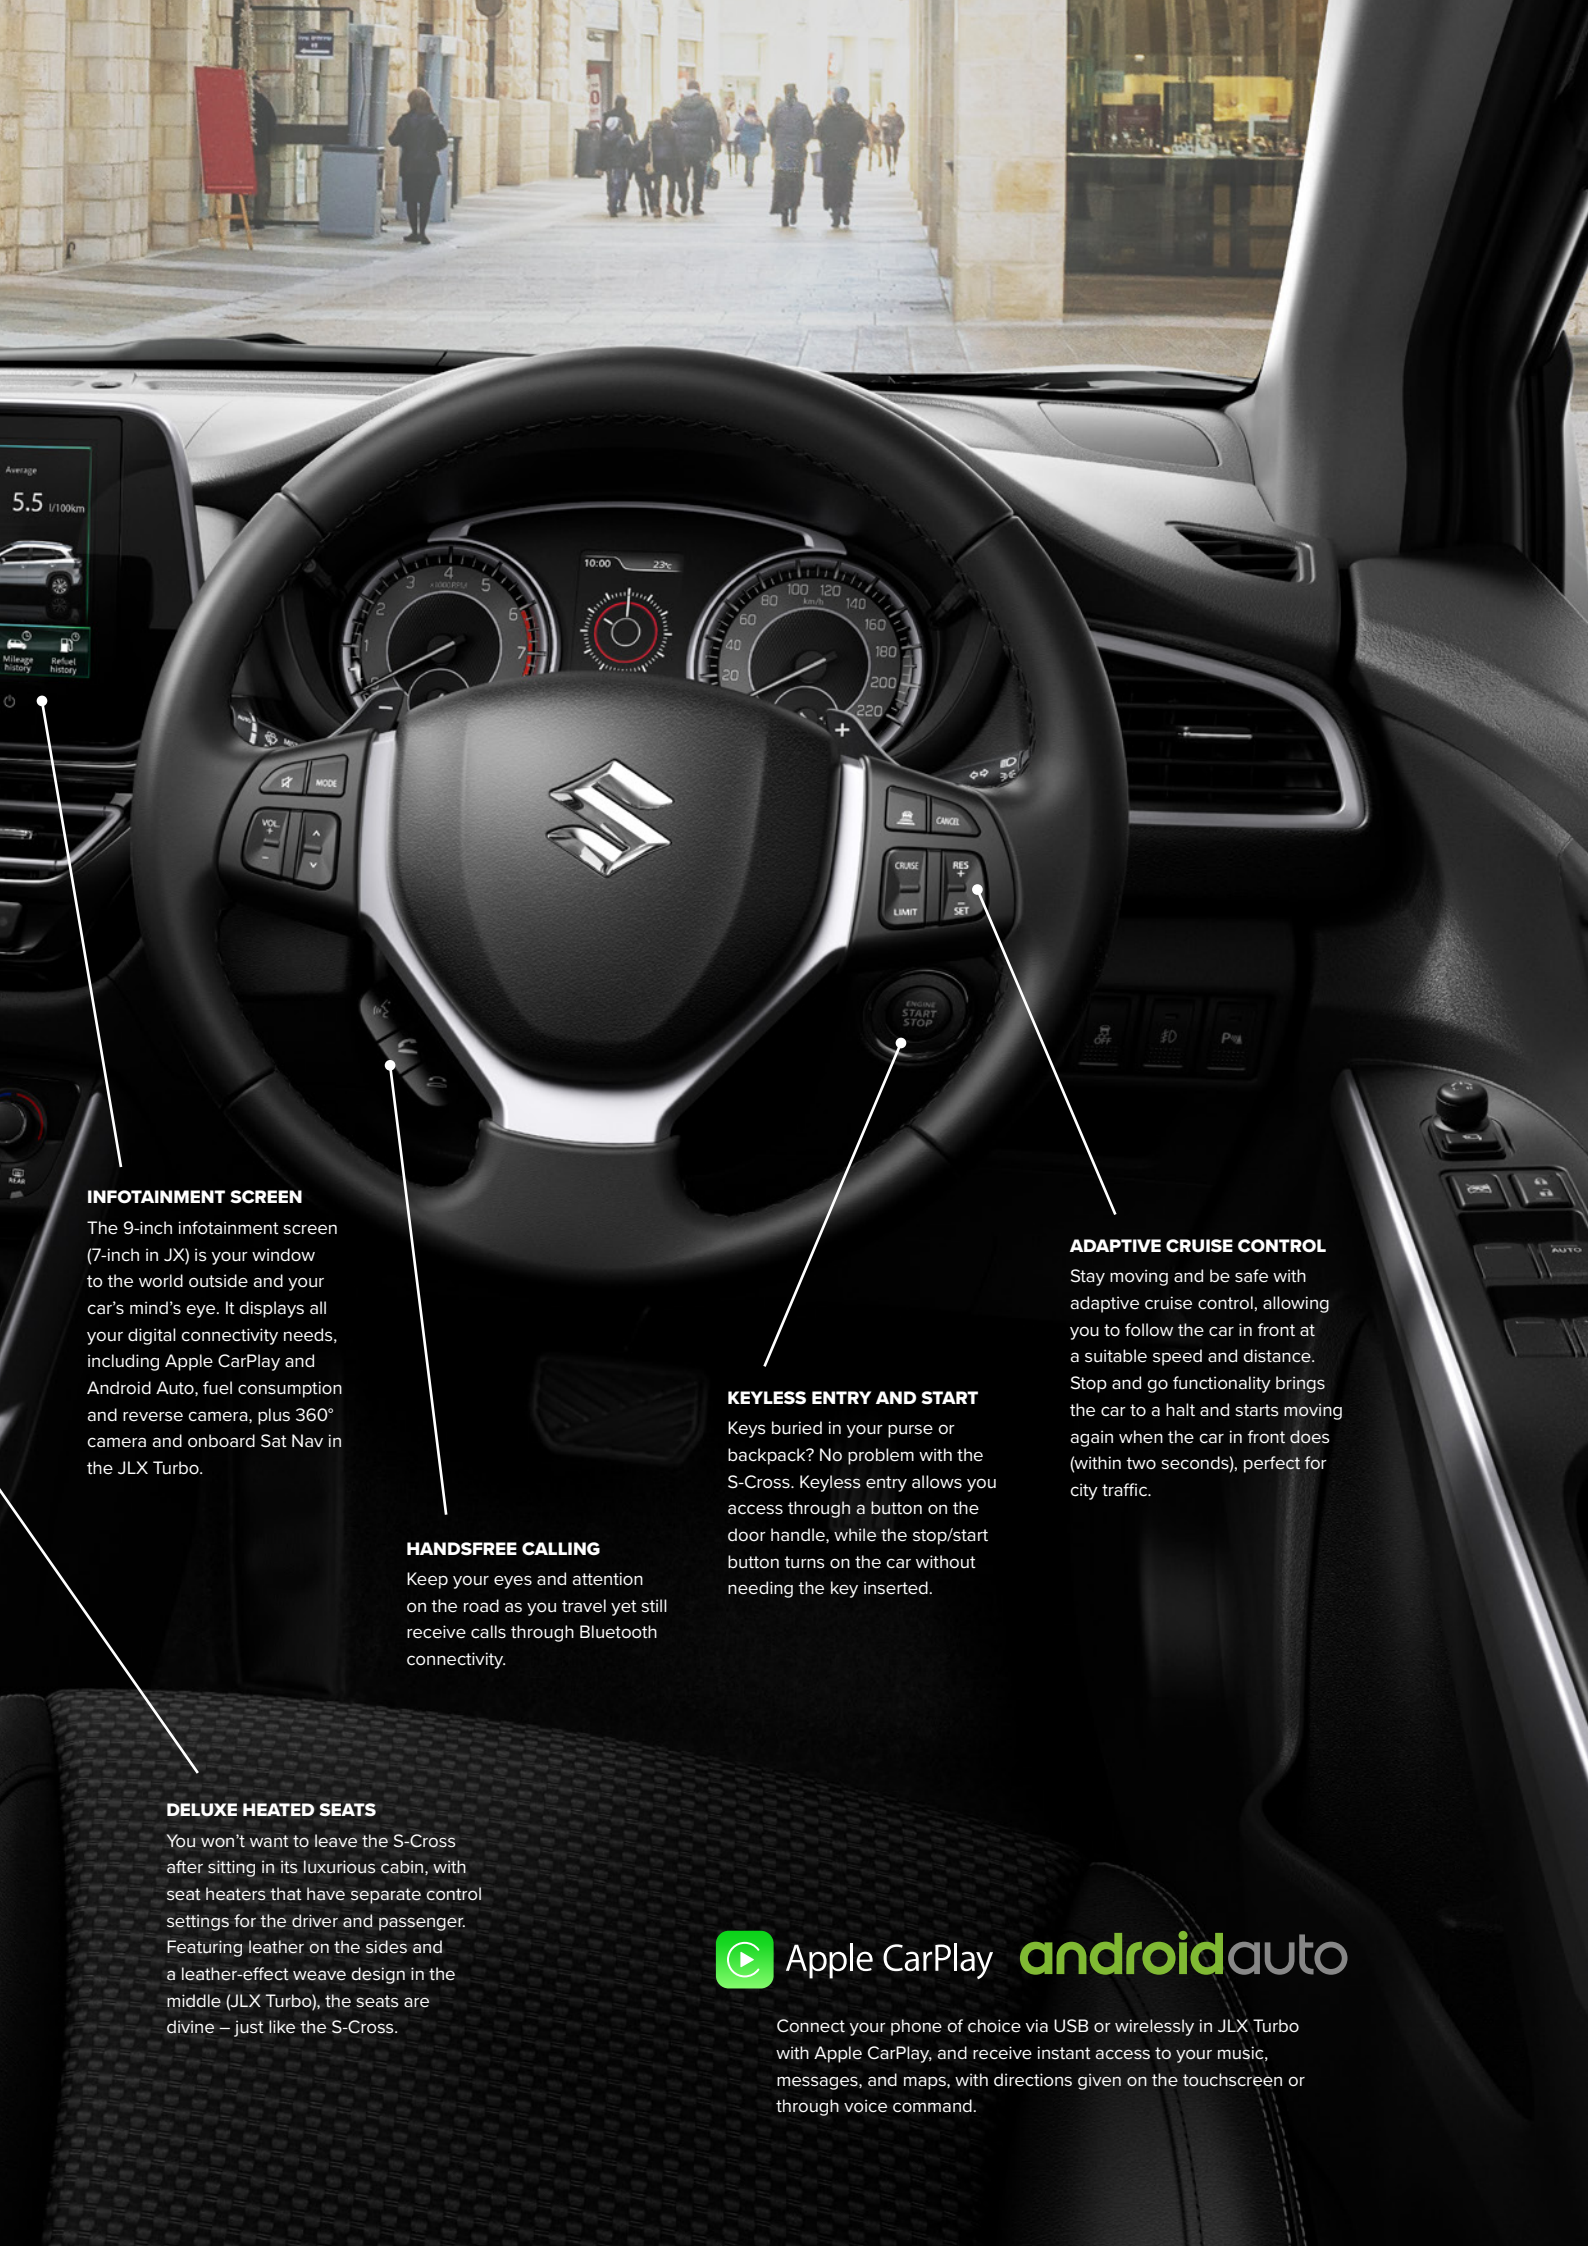 Average
5.5 l/100km
Mileage
history
Refuel
history
1
2
3
4
5
6
7
x1000RPM
10:00
23°c
20
40
60
80
100
120
140
160
180
200
220
km/h
−
+
AUTO
MODE
VOL
+
−
CANCEL
CRUISE
LIMIT
RES
+
−
SET
ENGINE
START
STOP
OFF
REAR
AUTO
INFOTAINMENT SCREEN
The 9-inch infotainment screen
(7-inch in JX) is your window
to the world outside and your
car’s mind’s eye. It displays all
your digital connectivity needs,
including Apple CarPlay and
Android Auto, fuel consumption
and reverse camera, plus 360°
camera and onboard Sat Nav in
the JLX Turbo.
HANDSFREE CALLING
Keep your eyes and attention
on the road as you travel yet still
receive calls through Bluetooth
connectivity.
KEYLESS ENTRY AND START
Keys buried in your purse or
backpack? No problem with the
S-Cross. Keyless entry allows you
access through a button on the
door handle, while the stop/start
button turns on the car without
needing the key inserted.
ADAPTIVE CRUISE CONTROL
Stay moving and be safe with
adaptive cruise control, allowing
you to follow the car in front at
a suitable speed and distance.
Stop and go functionality brings
the car to a halt and starts moving
again when the car in front does
(within two seconds), perfect for
city traffic.
DELUXE HEATED SEATS
You won’t want to leave the S-Cross
after sitting in its luxurious cabin, with
seat heaters that have separate control
settings for the driver and passenger.
Featuring leather on the sides and
a leather-effect weave design in the
middle (JLX Turbo), the seats are
divine – just like the S-Cross.
Apple CarPlay
androidauto
Connect your phone of choice via USB or wirelessly in JLX Turbo
with Apple CarPlay, and receive instant access to your music,
messages, and maps, with directions given on the touchscreen or
through voice command.